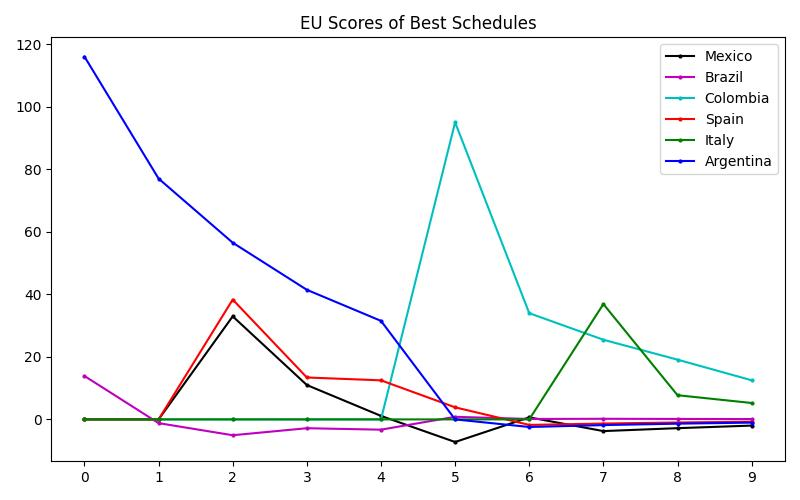 EU Scores of Best Schedules
120
100
80
60
40
20
0
Mexico
Brazil
Colombia
Spain
Italy
Argentina
0 1 2 3 4 5 6 7 8 9